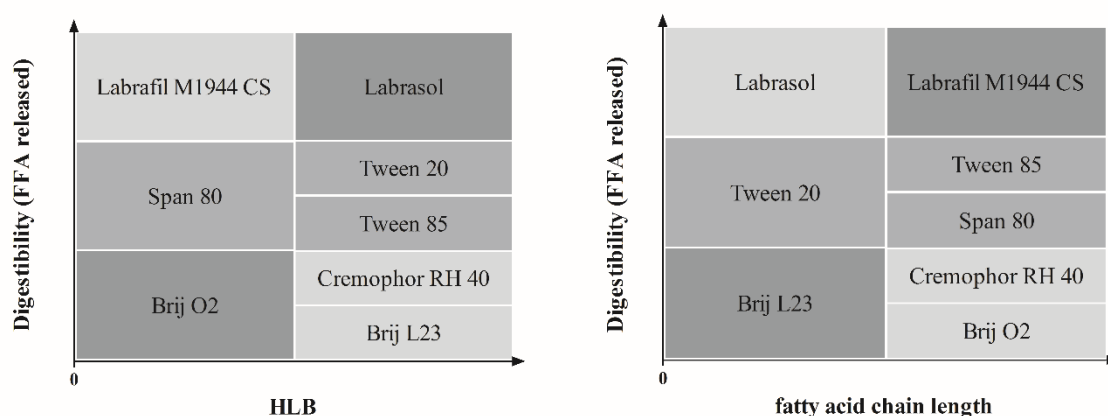 Digestibility (FFA released)
Labrafil M1944 CS
Labrasol
Span 80
Tween 20
Tween 85
Brij O2
Cremophor RH 40
Brij L23
0
HLB
Digestibility (FFA released)
Labrasol
Labrafil M1944 CS
Tween 20
Tween 85
Span 80
Brij L23
Cremophor RH 40
Brij O2
0
fatty acid chain length